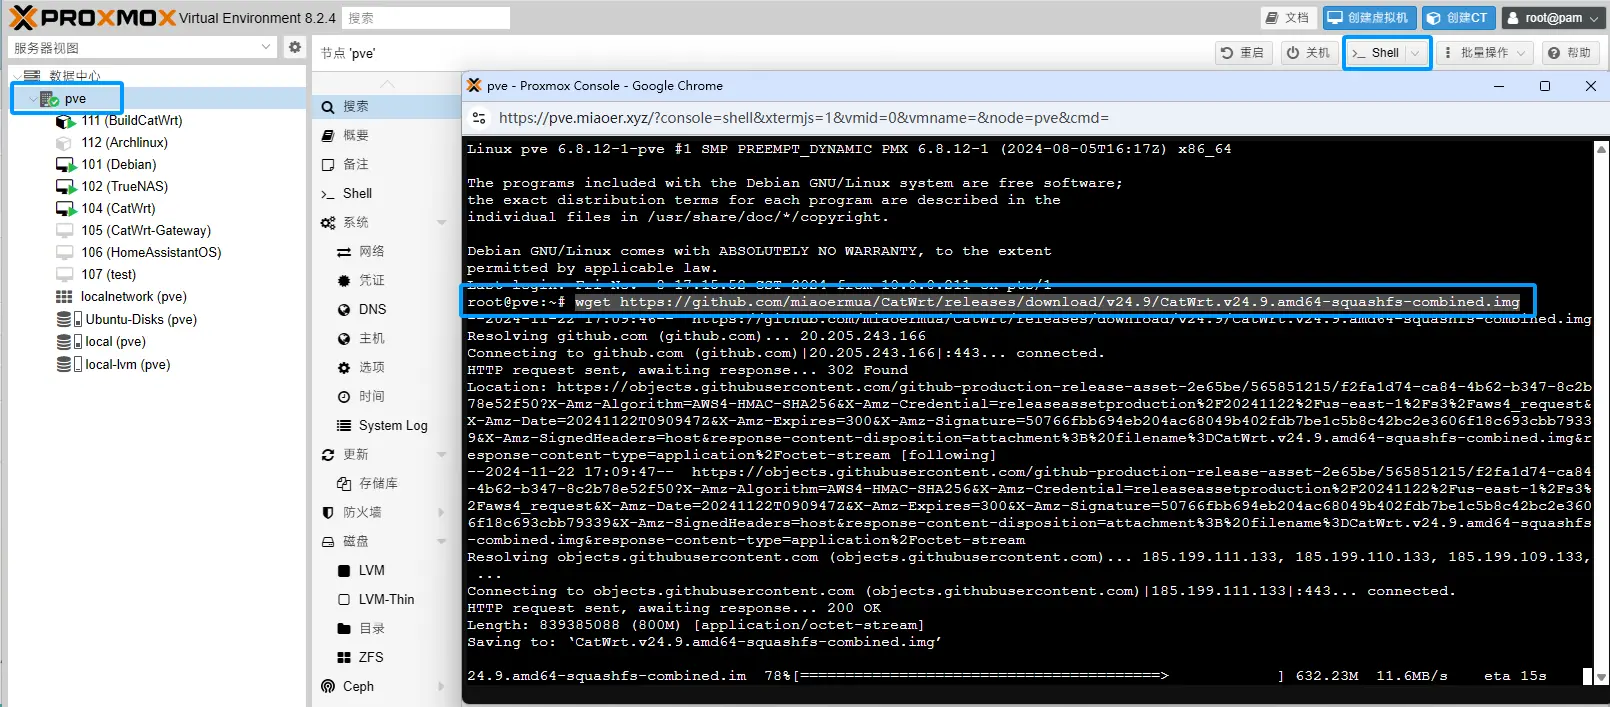 PROXMOX Virtual Environment 8.2.4 搜索
文档 创建虚拟机 创建CT root@pam
服务器视图
节点 'pve'
重启 关机 Shell 批量操作 帮助
数据中心
pve
111 (BuildCatWrt)
112 (Archlinux)
101 (Debian)
102 (TrueNAS)
104 (CatWrt)
105 (CatWrt-Gateway)
106 (HomeAssistantOS)
107 (test)
localnetwork (pve)
Ubuntu-Disks (pve)
local (pve)
local-lvm (pve)
搜索
概要
备注
Shell
系统
网络
凭证
DNS
主机
选项
时间
System Log
更新
存储库
防火墙
磁盘
LVM
LVM-Thin
目录
ZFS
Ceph
pve - Proxmox Console - Google Chrome
https://pve.miaoer.xyz/?console=shell&xtermjs=1&vmid=0&vmname=&node=pve&cmd=
Linux pve 6.8.12-1-pve #1 SMP PREEMPT_DYNAMIC PMX 6.8.12-1 (2024-08-05T16:17Z) x86_64
The programs included with the Debian GNU/Linux system are free software;
the exact distribution terms for each program are described in the
individual files in /usr/share/doc/*/copyright.
Debian GNU/Linux comes with ABSOLUTELY NO WARRANTY, to the extent
permitted by applicable law.
root@pve:~# wget https://github.com/miaoermua/CatWrt/releases/download/v24.9/CatWrt.v24.9.amd64-squashfs-combined.img
--2024-11-22 17:09:46-- https://github.com/miaoermua/CatWrt/releases/download/v24.9/CatWrt.v24.9.amd64-squashfs-combined.img
Resolving github.com (github.com)... 20.205.243.166
Connecting to github.com (github.com)|20.205.243.166|:443... connected.
HTTP request sent, awaiting response... 302 Found
Location: https://objects.githubusercontent.com/github-production-release-asset-2e65be/565851215/f2fa1d74-ca84-4b62-b347-8c2b
78e52f50?X-Amz-Algorithm=AWS4-HMAC-SHA256&X-Amz-Credential=releaseassetproduction%2F20241122%2Fus-east-1%2Fs3%2Faws4_request&
X-Amz-Date=20241122T090947Z&X-Amz-Expires=300&X-Amz-Signature=50766fbb694eb204ac68049b402fdb7be1c5b8c42bc2e3606f18c693cbb7933
9&X-Amz-SignedHeaders=host&response-content-disposition=attachment%3B%20filename%3DCatWrt.v24.9.amd64-squashfs-combined.img&r
esponse-content-type=application%2Foctet-stream [following]
--2024-11-22 17:09:47-- https://objects.githubusercontent.com/github-production-release-asset-2e65be/565851215/f2fa1d74-ca84
-4b62-b347-8c2b78e52f50?X-Amz-Algorithm=AWS4-HMAC-SHA256&X-Amz-Credential=releaseassetproduction%2F20241122%2Fus-east-1%2Fs3%
2Faws4_request&X-Amz-Date=20241122T090947Z&X-Amz-Expires=300&X-Amz-Signature=50766fbb694eb204ac68049b402fdb7be1c5b8c42bc2e360
6f18c693cbb79339&X-Amz-SignedHeaders=host&response-content-disposition=attachment%3B%20filename%3DCatWrt.v24.9.amd64-squashfs
-combined.img&response-content-type=application%2Foctet-stream
Resolving objects.githubusercontent.com (objects.githubusercontent.com)... 185.199.111.133, 185.199.110.133, 185.199.109.133,
...
Connecting to objects.githubusercontent.com (objects.githubusercontent.com)|185.199.111.133|:443... connected.
HTTP request sent, awaiting response... 200 OK
Length: 839385088 (800M) [application/octet-stream]
Saving to: ‘CatWrt.v24.9.amd64-squashfs-combined.img’
24.9.amd64-squashfs-combined.im 78%[========================================> ] 632.23M 11.6MB/s eta 15s